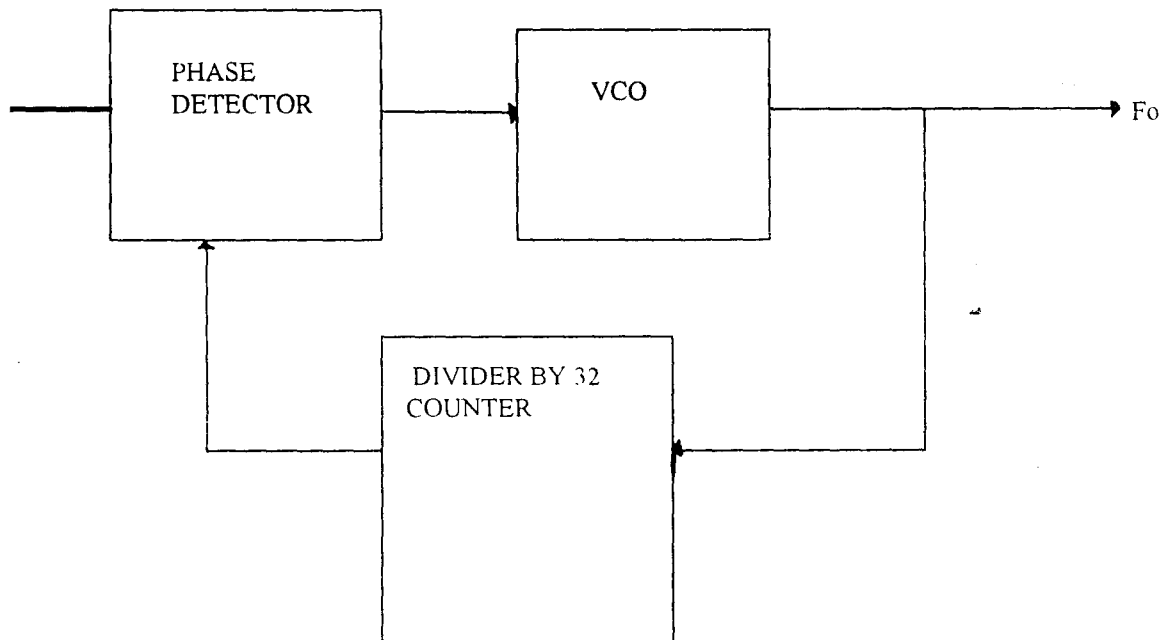 PHASE
DETECTOR
VCO
Fo
DIVIDER BY 32
COUNTER